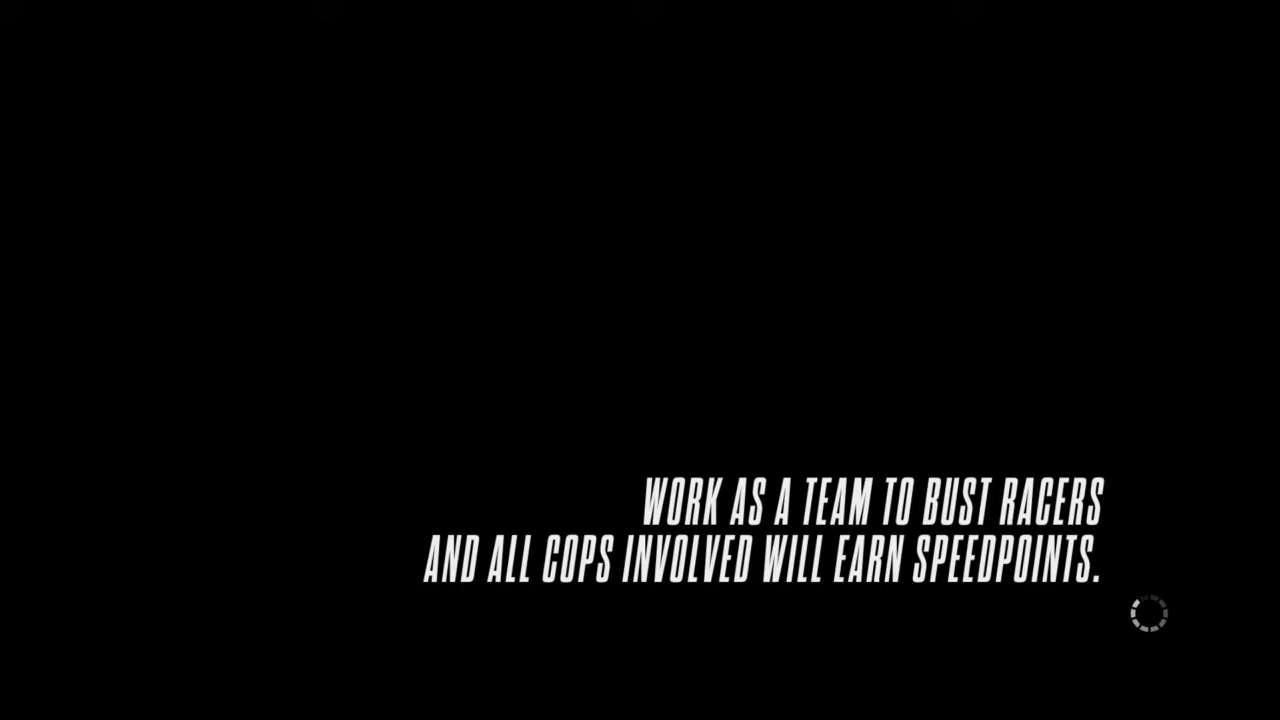 WORK AS A TEAM TO BUST RACERS
AND ALL COPS INVOLVED WILL EARN SPEEDPOINTS.